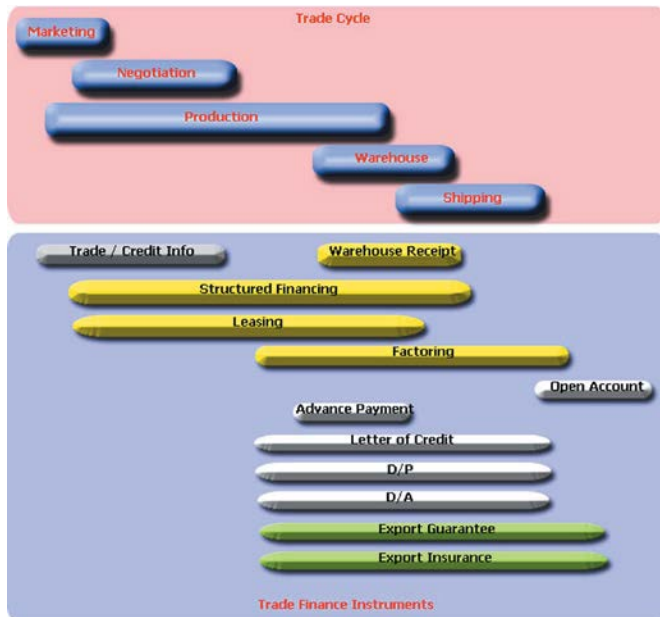 Trade Cycle
Marketing
Negotiation
Production
Warehouse
Shipping
Trade / Credit Info
Warehouse Receipt
Structured Financing
Leasing
Factoring
Open Account
Advance Payment
Letter of Credit
D/P
D/A
Export Guarantee
Export Insurance
Trade Finance Instruments